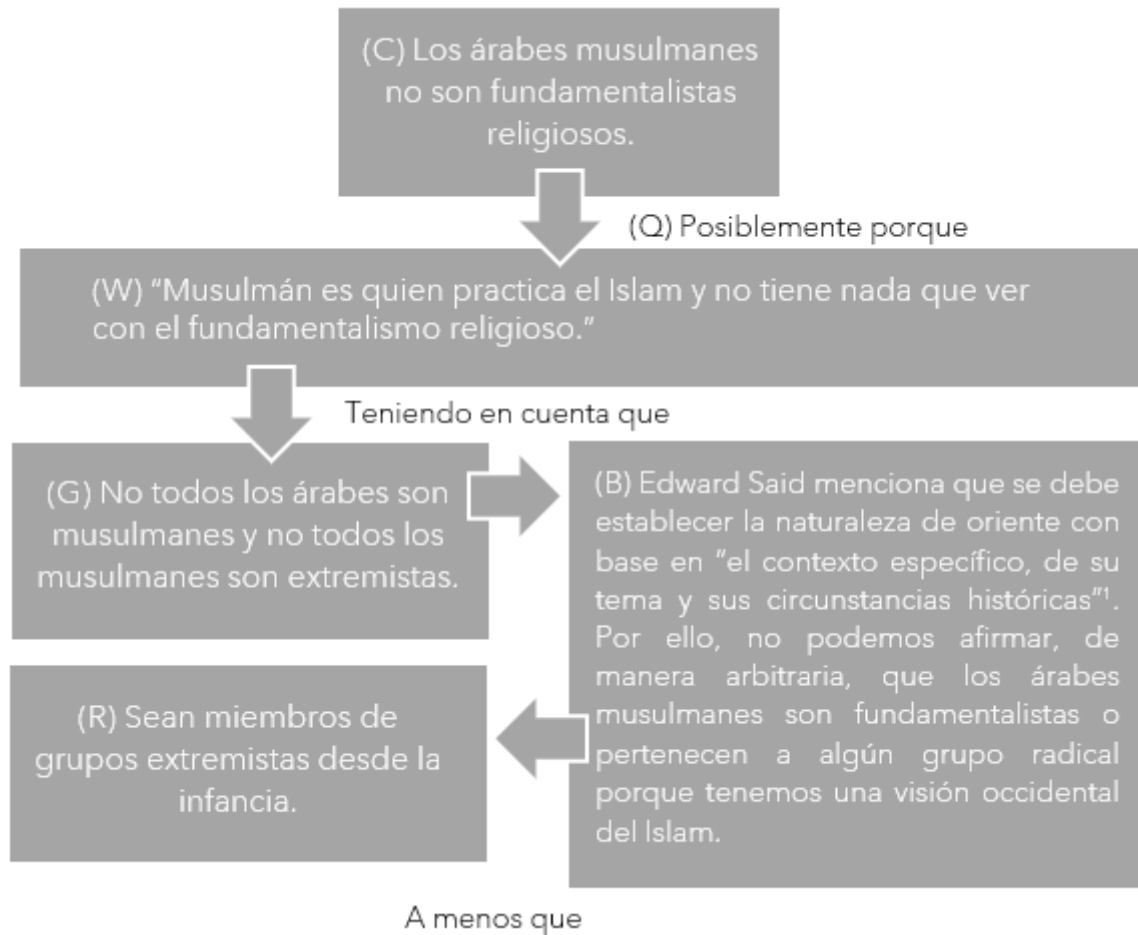 (C) Los árabes musulmanes
no son fundamentalistas
religiosos.
(Q) Posiblemente porque
(W) "Musulmán es quien practica el Islam y no tiene nada que ver
con el fundamentalismo religioso."
Teniendo en cuenta que
(G) No todos los árabes son
musulmanes y no todos los
musulmanes son extremistas.
(B) Edward Said menciona que se debe
establecer la naturaleza de oriente con
base en "el contexto específico, de su
tema y sus circunstancias históricas"¹.
Por ello, no podemos afirmar, de
manera arbitraria, que los árabes
musulmanes son fundamentalistas o
pertenecen a algún grupo radical
porque tenemos una visión occidental
del Islam.
(R) Sean miembros de
grupos extremistas desde la
infancia.
A menos que